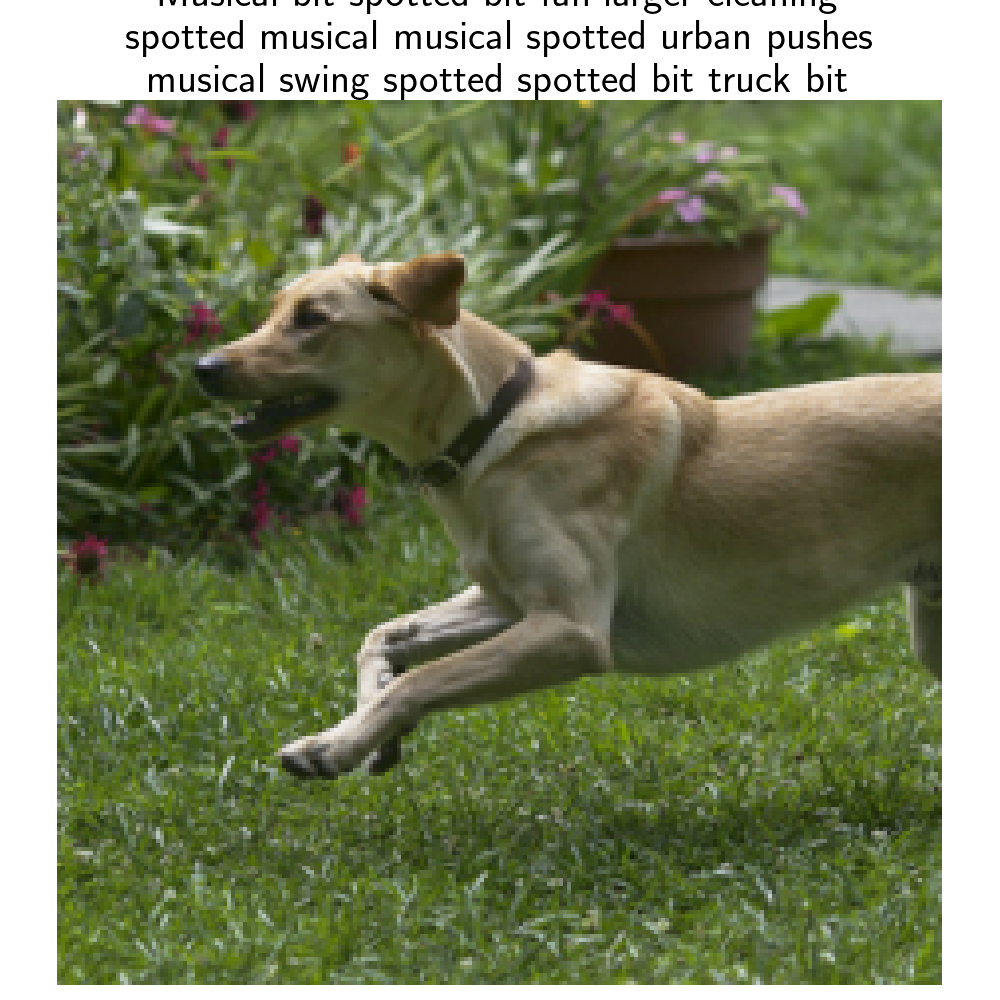 Musical bit spotted bit larger cleaning
spotted musical musical spotted urban pushes
musical swing spotted spotted bit truck bit